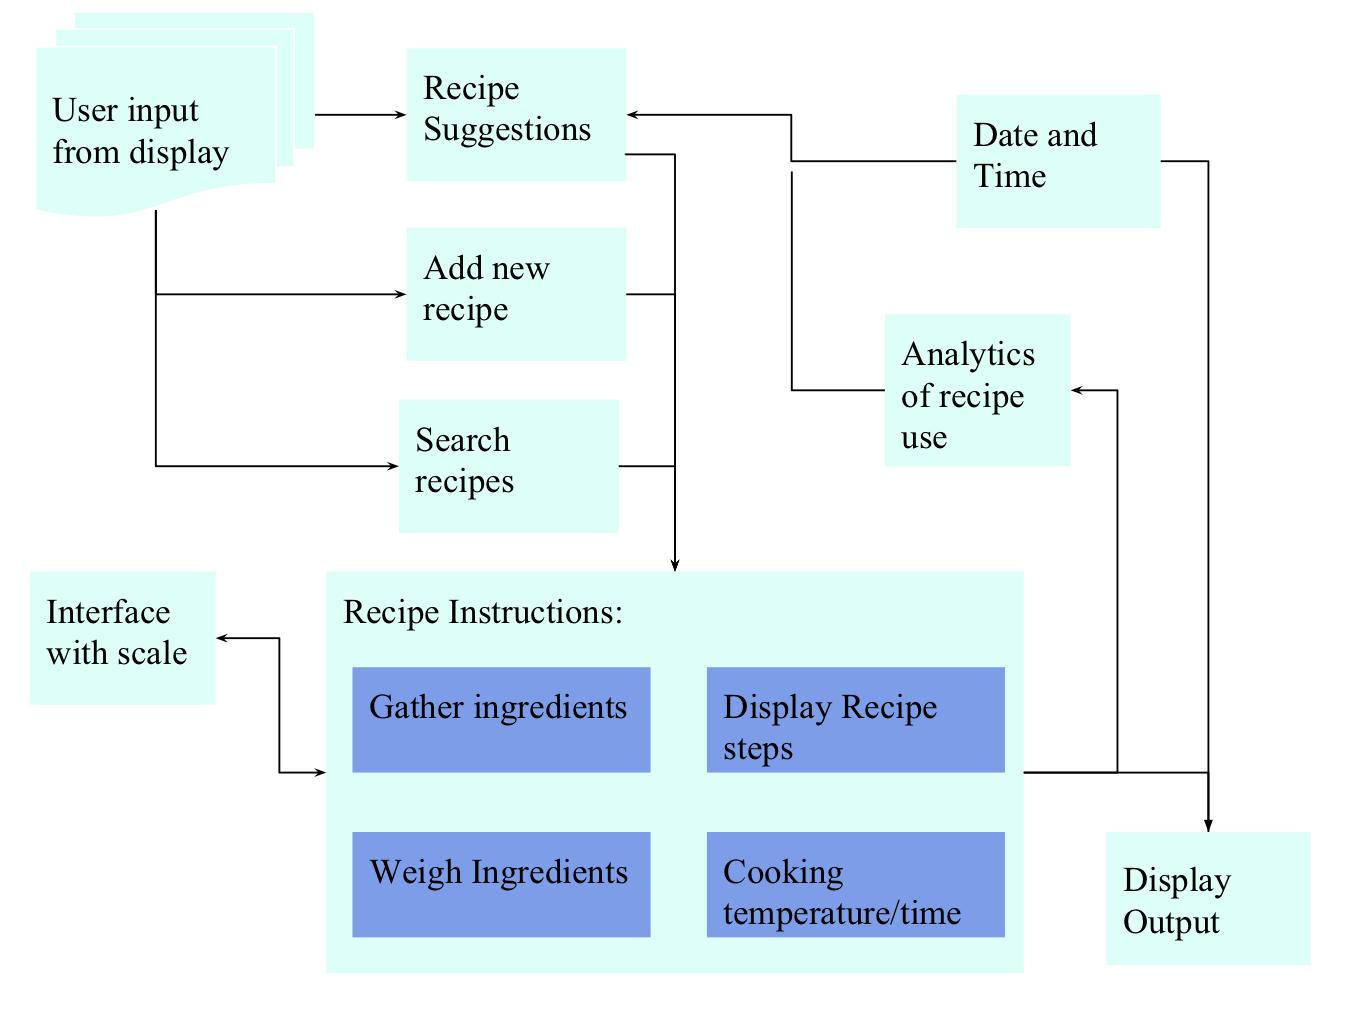 User input
from display
Recipe
Suggestions
Date and
Time
Add new
recipe
Analytics
of recipe
use
Search
recipes
Interface
with scale
Recipe Instructions:
Gather ingredients
Display Recipe
steps
Weigh Ingredients
Cooking
temperature/time
Display
Output